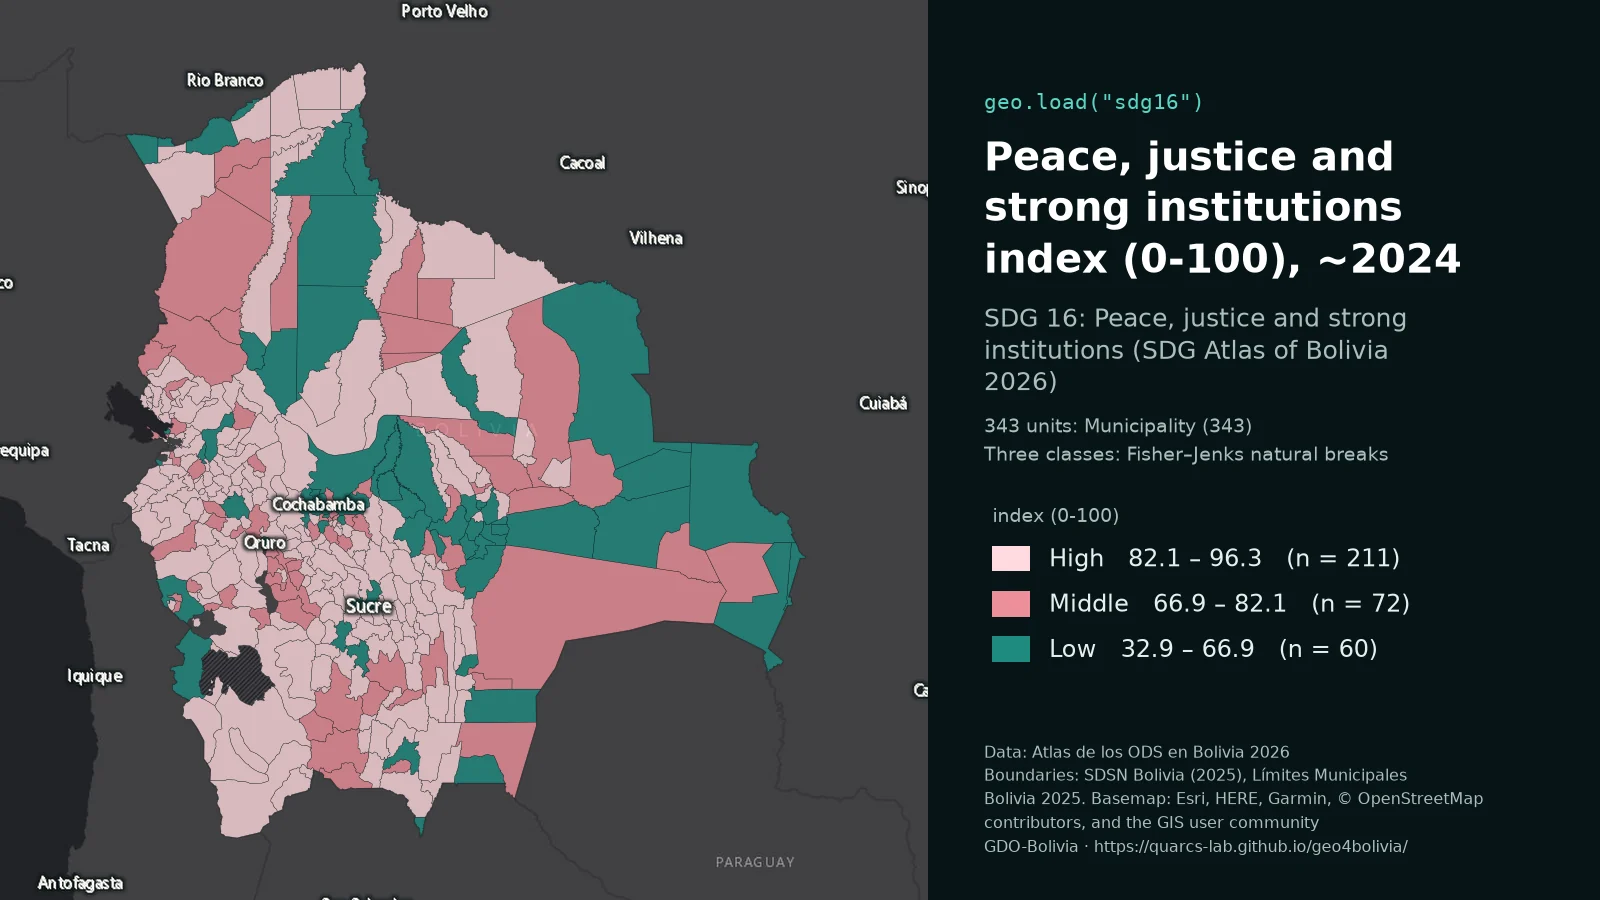 Porto Velho
Rio Branco
Cacoal
Vilhena
Cuiabá
Cochabamba
Tacna
Oruro
Sucre
Iquique
PARAGUAY
Antofagasta
BOLIVIA
geo.load("sdg16")
Peace, justice and
strong institutions
index (0-100), ~2024
SDG 16: Peace, justice and strong
institutions (SDG Atlas of Bolivia
2026)
343 units: Municipality (343)
Three classes: Fisher–Jenks natural breaks
index (0-100)
High 82.1 – 96.3 (n = 211)
Middle 66.9 – 82.1 (n = 72)
Low 32.9 – 66.9 (n = 60)
Data: Atlas de los ODS en Bolivia 2026
Boundaries: SDSN Bolivia (2025), Límites Municipales
Bolivia 2025. Basemap: Esri, HERE, Garmin, © OpenStreetMap
contributors, and the GIS user community
GDO-Bolivia · https://quarcs-lab.github.io/geo4bolivia/